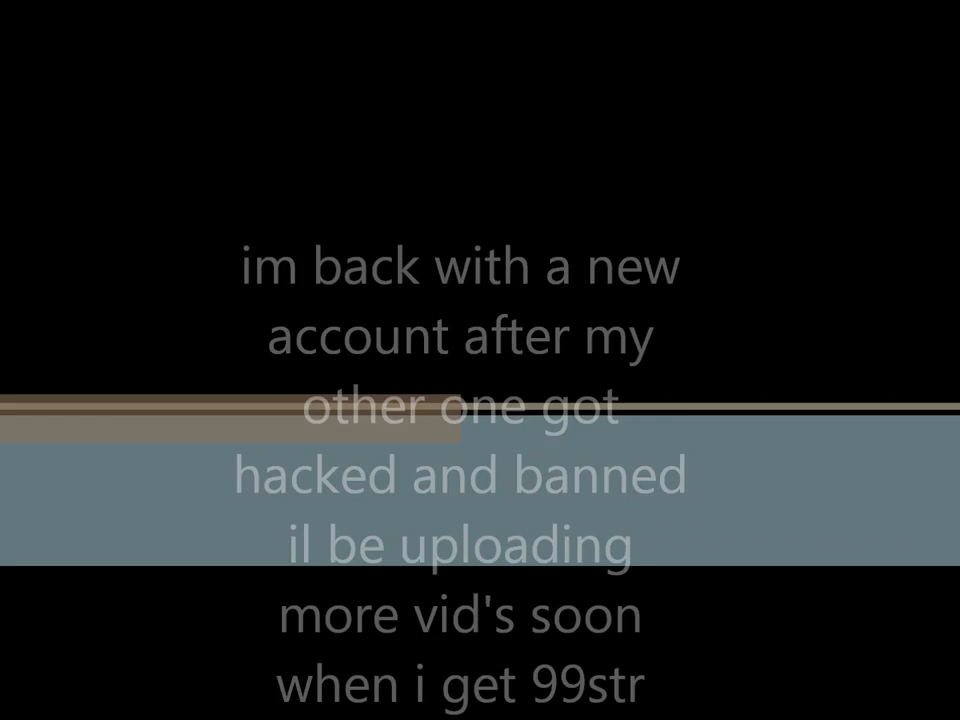 im back with a new
account after my
other one got
hacked and banned
il be uploading
more vid's soon
when i get 99str